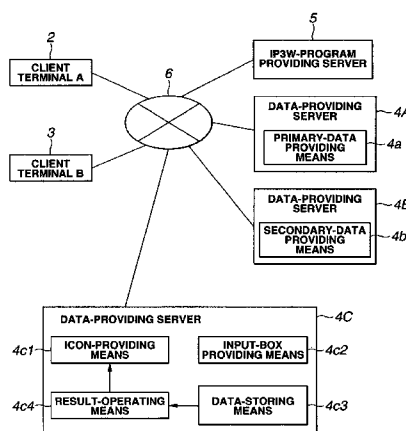 2
CLIENT
TERMINAL A
3
CLIENT
TERMINAL B
6
5
IP3W-PROGRAM
PROVIDING SERVER
DATA-PROVIDING
SERVER
4A
PRIMARY-DATA
PROVIDING
MEANS
4a
DATA-PROVIDING
SERVER
4B
SECONDARY-DATA
PROVIDING
MEANS
4b
DATA-PROVIDING SERVER
4C
4c1
ICON-PROVIDING
MEANS
INPUT-BOX
PROVIDING MEANS
4c2
4c4
RESULT-OPERATING
MEANS
DATA-STORING
MEANS
4c3